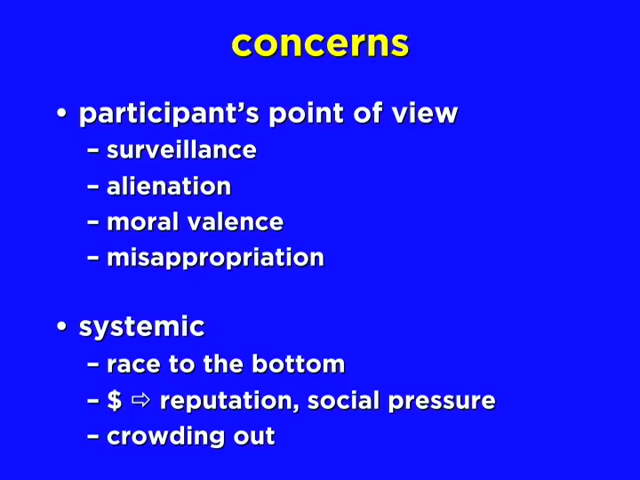 concerns
• participant's point of view
– surveillance
– alienation
– moral valence
– misappropriation
• systemic
– race to the bottom
– $ ⇨ reputation, social pressure
– crowding out